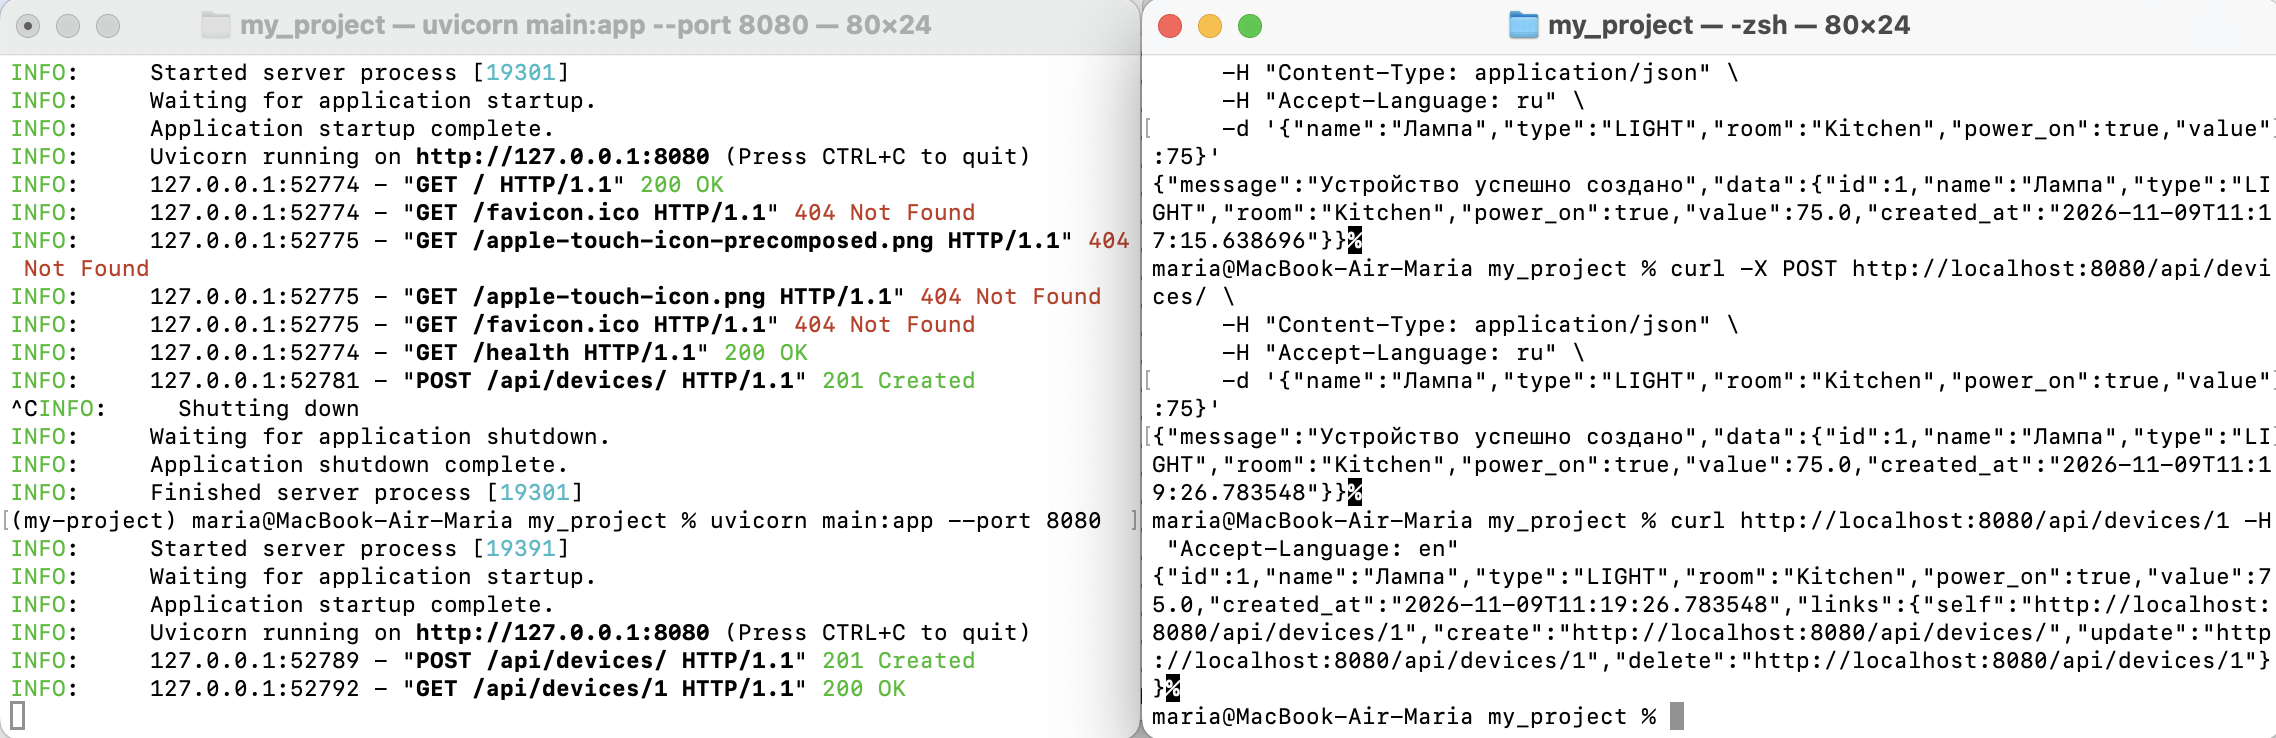 my_project — uvicorn main:app --port 8080 — 80×24
INFO:     Started server process [19301]
INFO:     Waiting for application startup.
INFO:     Application startup complete.
INFO:     Uvicorn running on http://127.0.0.1:8080 (Press CTRL+C to quit)
INFO:     127.0.0.1:52774 - "GET / HTTP/1.1" 200 OK
INFO:     127.0.0.1:52774 - "GET /favicon.ico HTTP/1.1" 404 Not Found
INFO:     127.0.0.1:52775 - "GET /apple-touch-icon-precomposed.png HTTP/1.1" 404
 Not Found
INFO:     127.0.0.1:52775 - "GET /apple-touch-icon.png HTTP/1.1" 404 Not Found
INFO:     127.0.0.1:52775 - "GET /favicon.ico HTTP/1.1" 404 Not Found
INFO:     127.0.0.1:52774 - "GET /health HTTP/1.1" 200 OK
INFO:     127.0.0.1:52781 - "POST /api/devices/ HTTP/1.1" 201 Created
^CINFO:     Shutting down
INFO:     Waiting for application shutdown.
INFO:     Application shutdown complete.
INFO:     Finished server process [19301]
(my-project) maria@MacBook-Air-Maria my_project % uvicorn main:app --port 8080
INFO:     Started server process [19391]
INFO:     Waiting for application startup.
INFO:     Application startup complete.
INFO:     Uvicorn running on http://127.0.0.1:8080 (Press CTRL+C to quit)
INFO:     127.0.0.1:52789 - "POST /api/devices/ HTTP/1.1" 201 Created
INFO:     127.0.0.1:52792 - "GET /api/devices/1 HTTP/1.1" 200 OK
my_project — -zsh — 80×24
     -H "Content-Type: application/json" \
     -H "Accept-Language: ru" \
     -d '{"name":"Лампа","type":"LIGHT","room":"Kitchen","power_on":true,"value"
:75}'
{"message":"Устройство успешно создано","data":{"id":1,"name":"Лампа","type":"LI
GHT","room":"Kitchen","power_on":true,"value":75.0,"created_at":"2026-11-09T11:1
7:15.638696"}}%
maria@MacBook-Air-Maria my_project % curl -X POST http://localhost:8080/api/devi
ces/ \
     -H "Content-Type: application/json" \
     -H "Accept-Language: ru" \
     -d '{"name":"Лампа","type":"LIGHT","room":"Kitchen","power_on":true,"value"
:75}'
{"message":"Устройство успешно создано","data":{"id":1,"name":"Лампа","type":"LI
GHT","room":"Kitchen","power_on":true,"value":75.0,"created_at":"2026-11-09T11:1
9:26.783548"}}%
maria@MacBook-Air-Maria my_project % curl http://localhost:8080/api/devices/1 -H
 "Accept-Language: en"
{"id":1,"name":"Лампа","type":"LIGHT","room":"Kitchen","power_on":true,"value":7
5.0,"created_at":"2026-11-09T11:19:26.783548","links":{"self":"http://localhost:
8080/api/devices/1","create":"http://localhost:8080/api/devices/","update":"http
://localhost:8080/api/devices/1","delete":"http://localhost:8080/api/devices/1"}
}%
maria@MacBook-Air-Maria my_project %